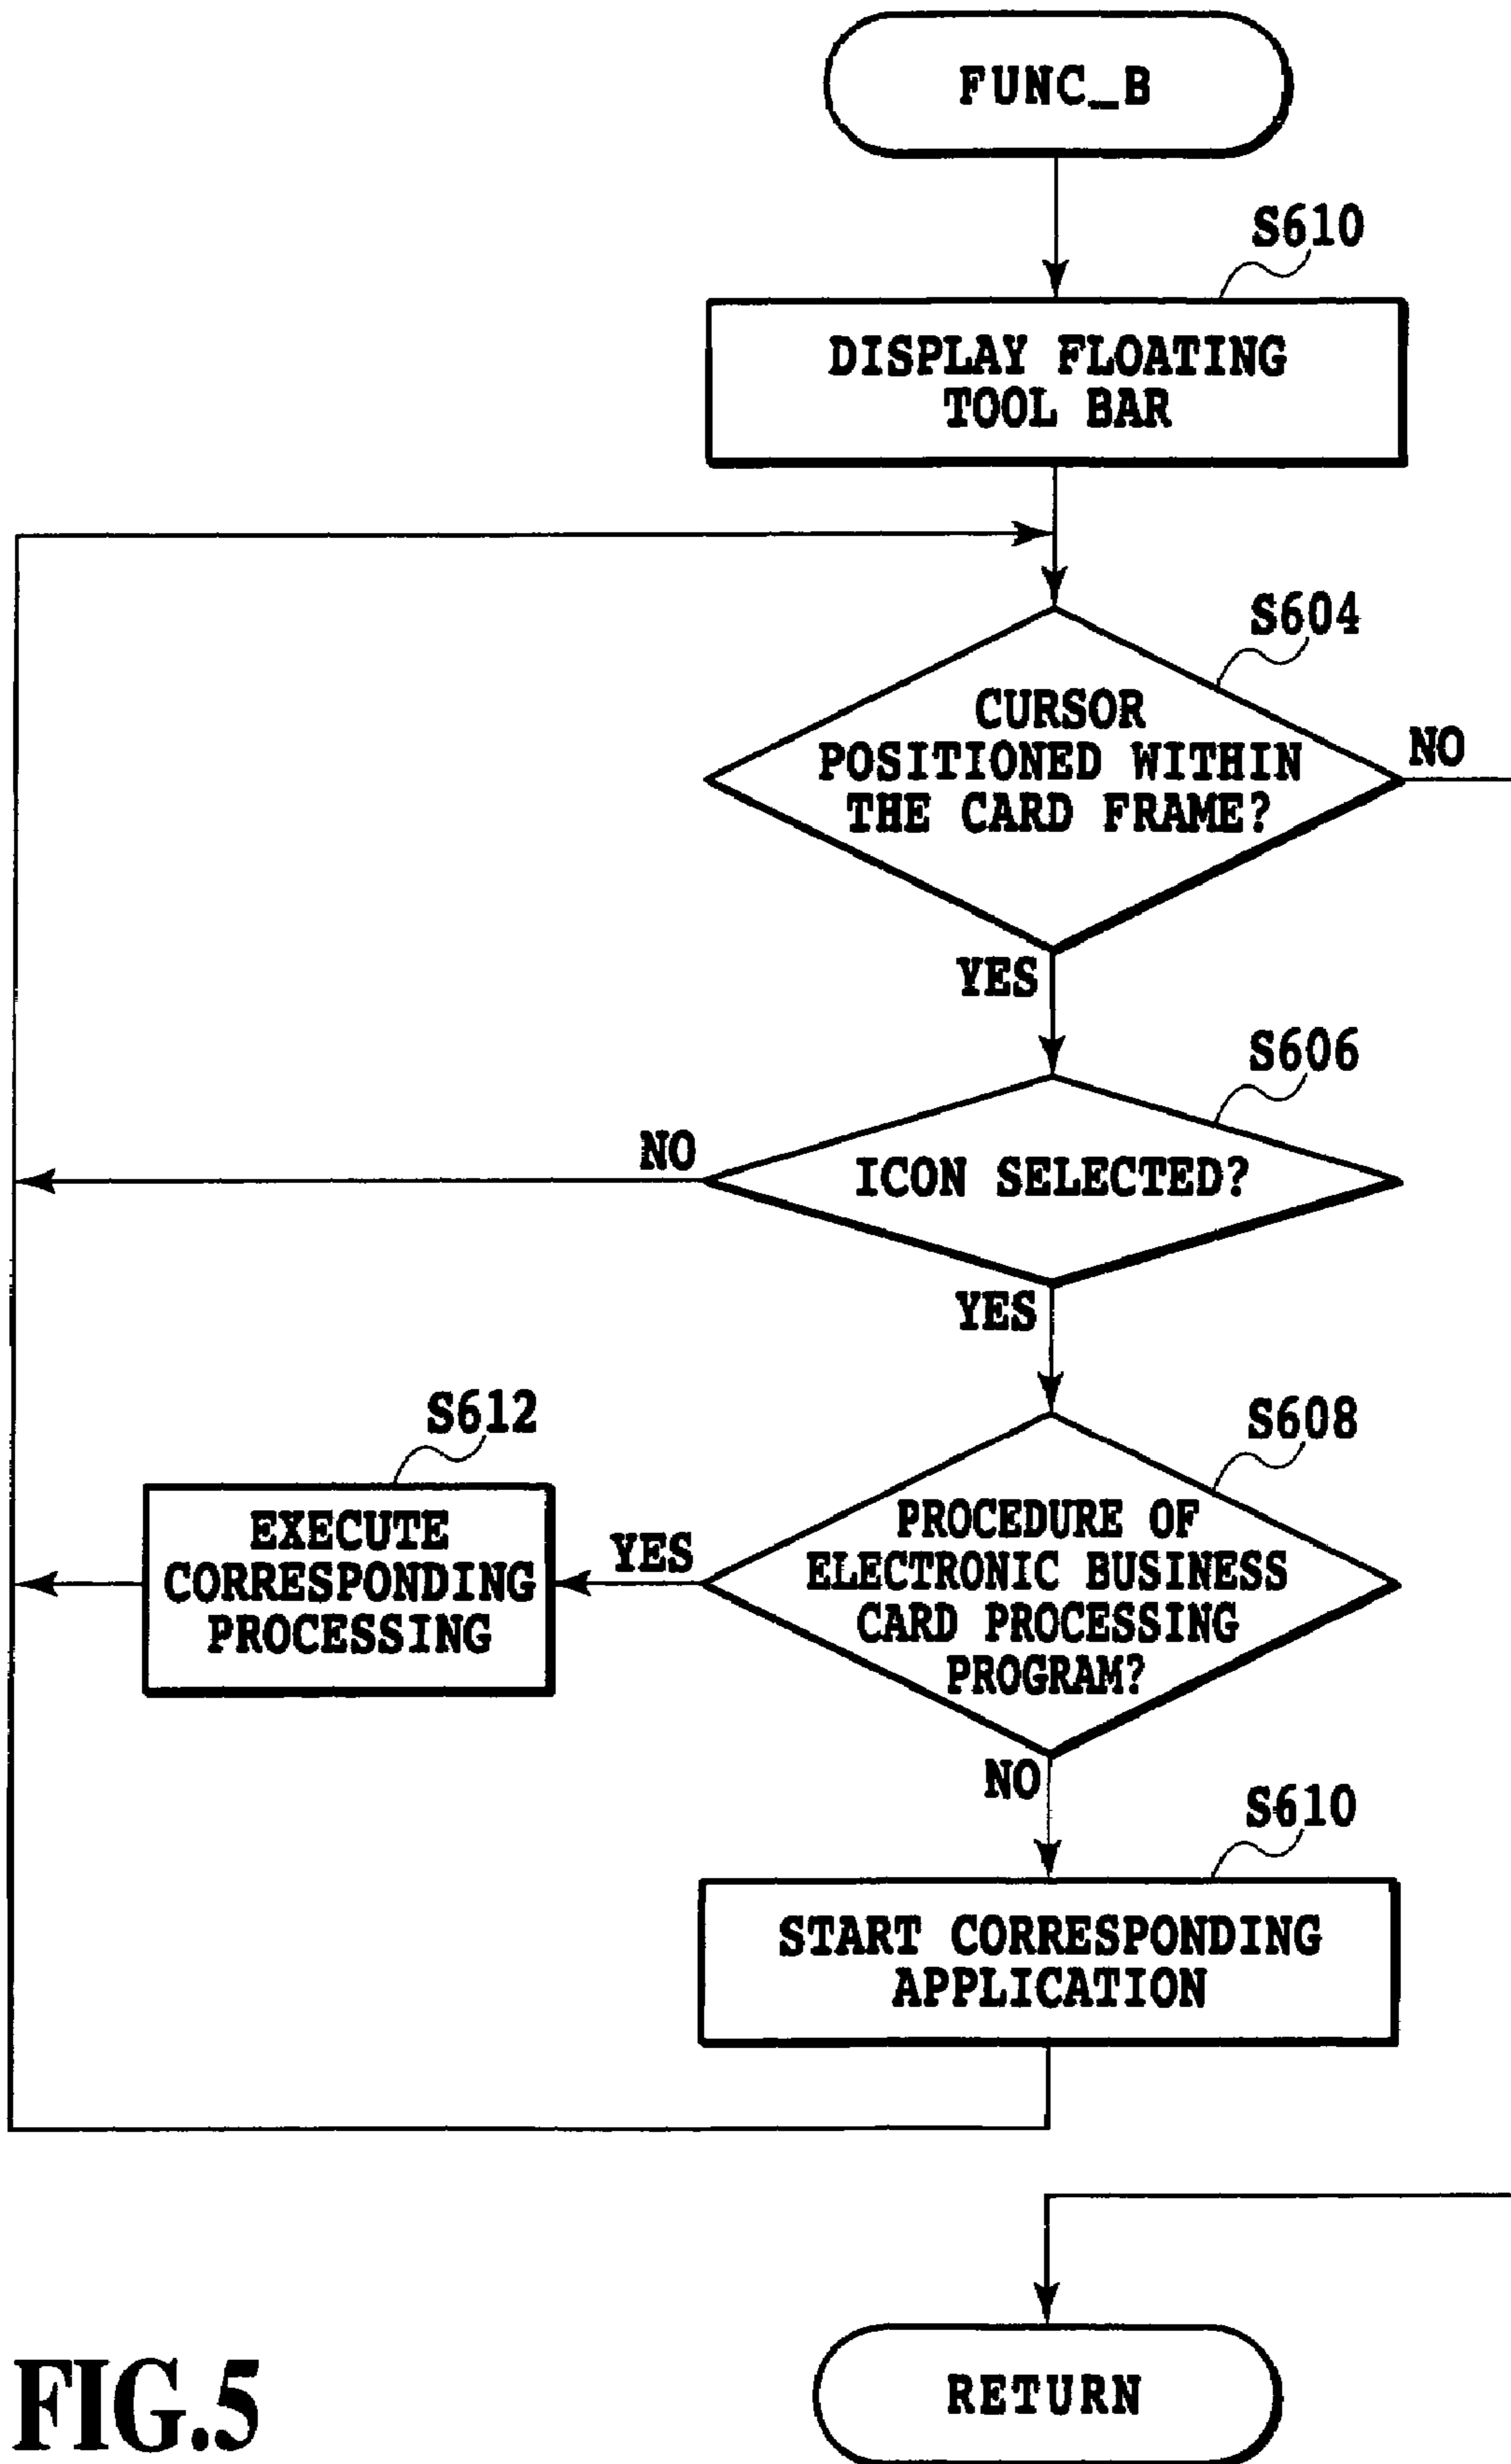 FUNC_B
S610
DISPLAY FLOATING
TOOL BAR
S604
CURSOR
POSITIONED WITHIN
THE CARD FRAME?
NO
YES
S606
NO
ICON SELECTED?
YES
S612
S608
EXECUTE
CORRESPONDING
PROCESSING
YES
PROCEDURE OF
ELECTRONIC BUSINESS
CARD PROCESSING
PROGRAM?
NO
S610
START CORRESPONDING
APPLICATION
RETURN
FIG.5